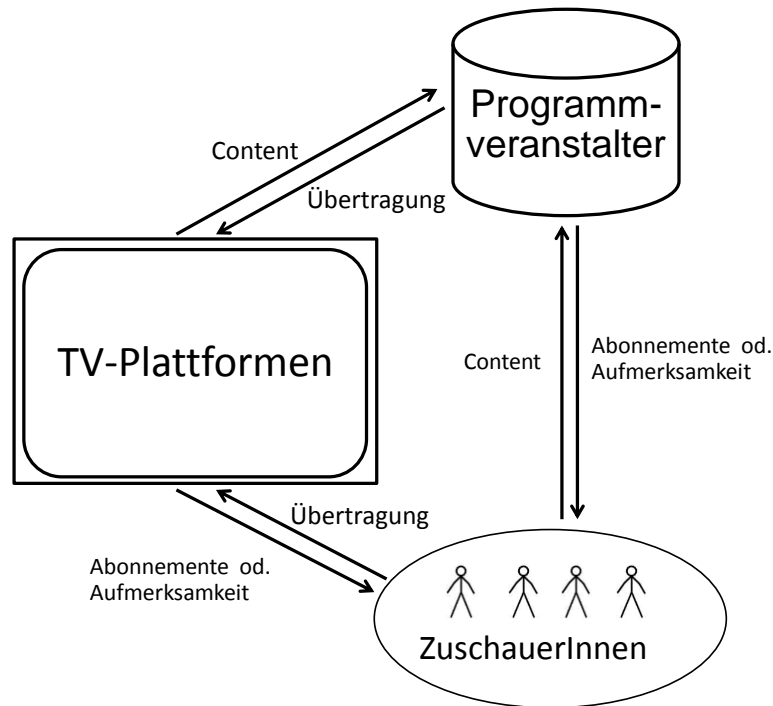 Programm-
veranstalter
Content
Übertragung
TV-Plattformen
Content
Abonnemente od.
Aufmerksamkeit
Übertragung
Abonnemente od.
Aufmerksamkeit
ZuschauerInnen